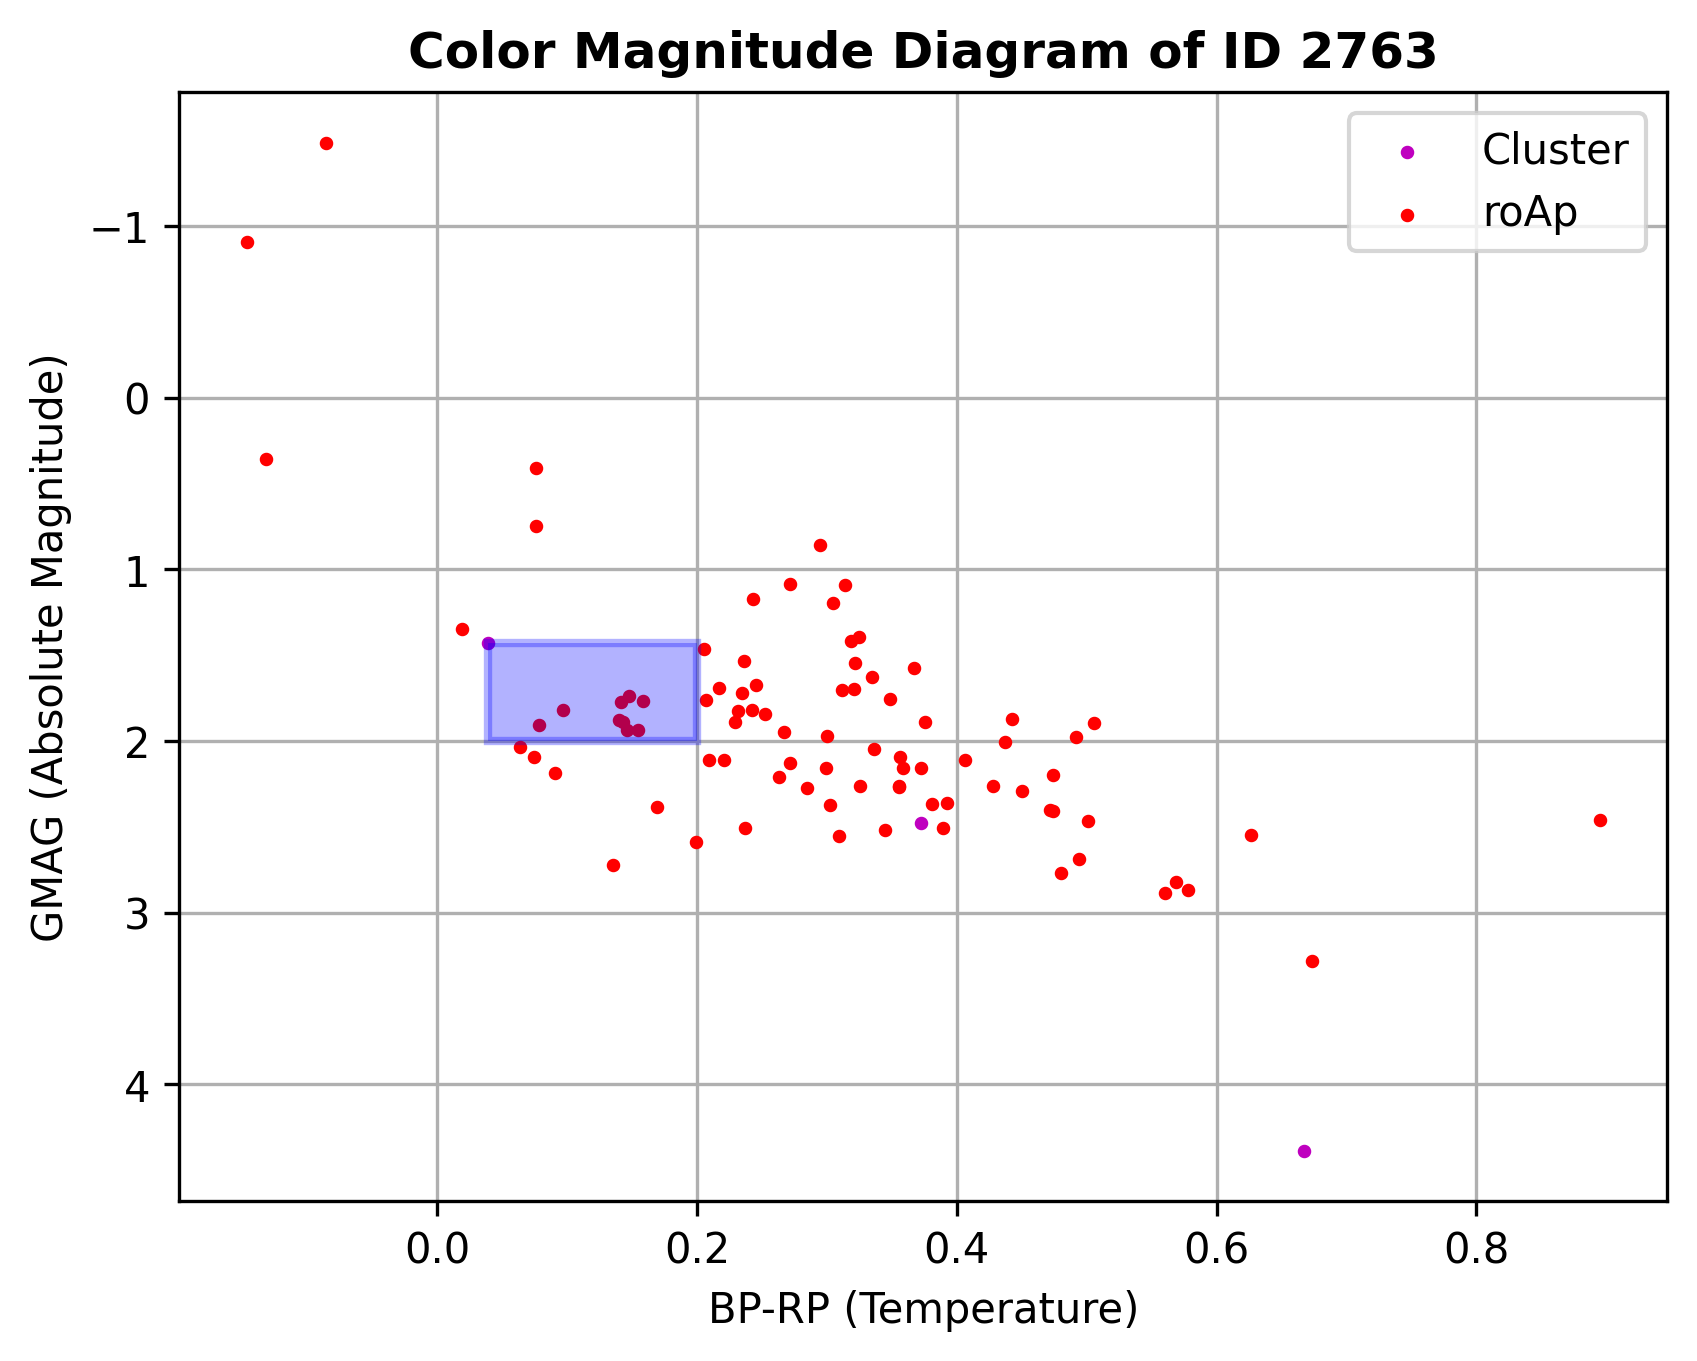 Color Magnitude Diagram of ID 2763
Cluster
roAp
GMAG (Absolute Magnitude)
−1
0
1
2
3
4
0.0 0.2 0.4 0.6 0.8
BP-RP (Temperature)